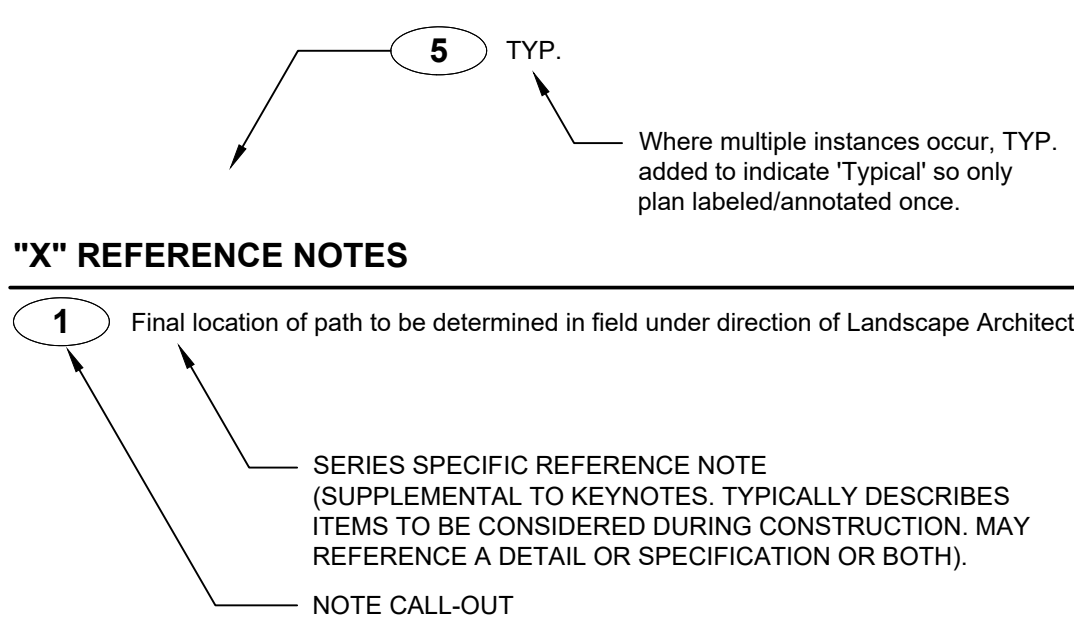 5 TYP.
Where multiple instances occur, TYP.
added to indicate 'Typical' so only
plan labeled/annotated once.
"X" REFERENCE NOTES
1 Final location of path to be determined in field under direction of Landscape Architect
SERIES SPECIFIC REFERENCE NOTE
(SUPPLEMENTAL TO KEYNOTES. TYPICALLY DESCRIBES
ITEMS TO BE CONSIDERED DURING CONSTRUCTION. MAY
REFERENCE A DETAIL OR SPECIFICATION OR BOTH).
NOTE CALL-OUT